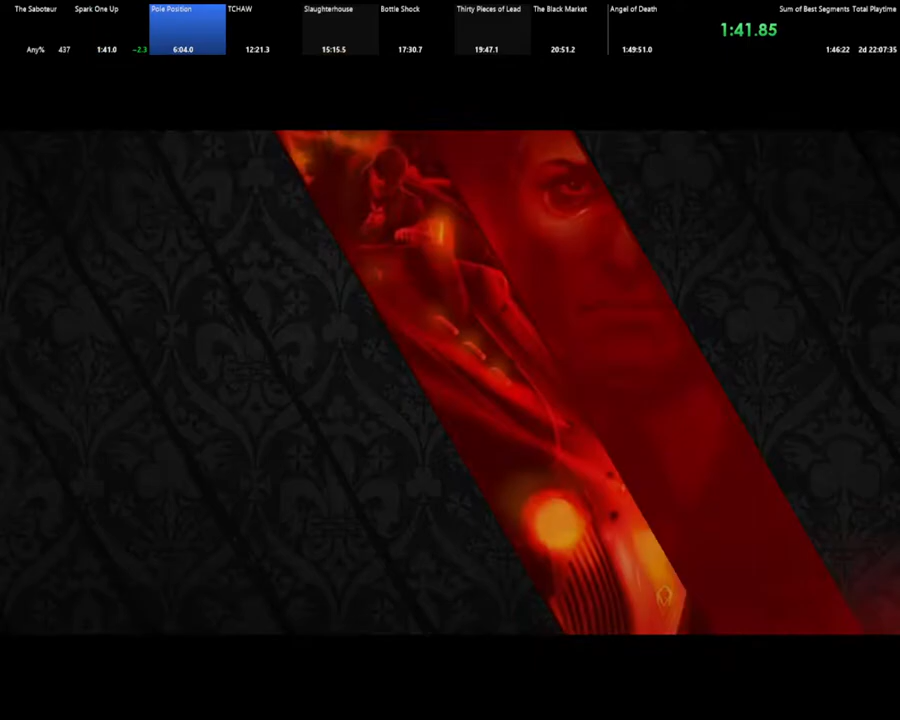 The Saboteur Spark One Up Pole Position TCHAW Slaughterhouse Bottle Shock Thirty Pieces of Lead The Black Market Angel of Death Sum of Best Segments Total Playtime
1:41.85
Any% 437 1:41.0 -2.3 6:04.0 12:21.3 15:15.5 17:30.7 19:47.1 20:51.2 1:49:51.0 1:46:22 2d 22:07:35